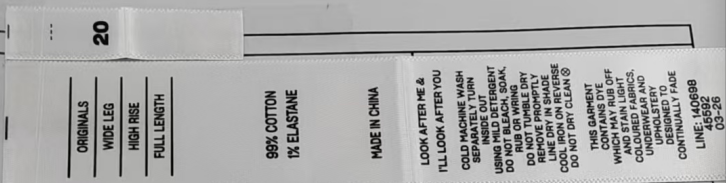 20
ORIGINALS
WIDE LEG
HIGH RISE
FULL LENGTH
99% COTTON
1% ELASTANE
MADE IN CHINA
LOOK AFTER ME &
I'LL LOOK AFTER YOU
COLD MACHINE WASH
SEPARATELY TURN
INSIDE OUT
USING MILD DETERGENT
DO NOT BLEACH, SOAK,
RUB OR WRING
DO NOT TUMBLE DRY
REMOVE PROMPTLY
LINE DRY IN SHADE
COOL IRON ON REVERSE
DO NOT DRY CLEAN
THIS GARMENT
CONTAINS DYE
WHICH MAY RUB OFF
AND STAIN LIGHT
COLOURED FABRICS,
UNDERWEAR AND
UPHOLSTERY
DESIGNED TO
CONTINUALLY FADE
LINE: 140698
45592
03-26